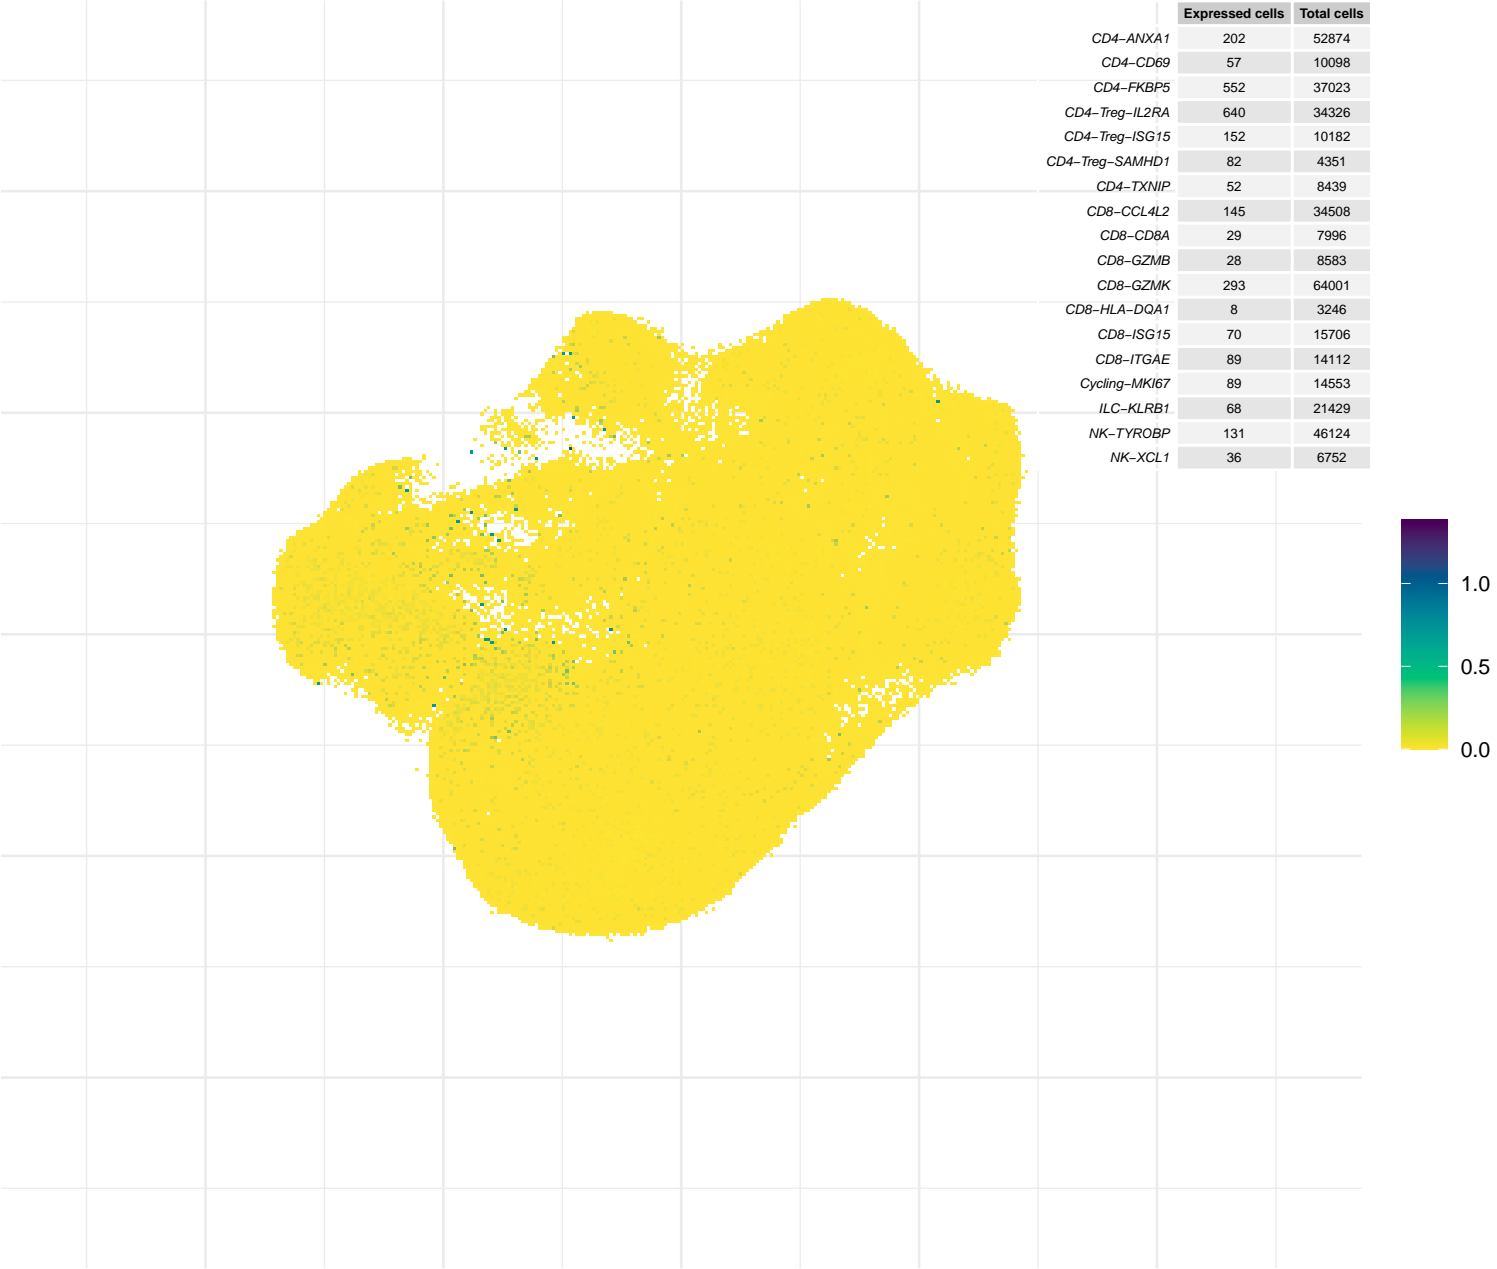 Expressed cells Total cells
CD4−ANXA1 202 52874
CD4−CD69 57 10098
CD4−FKBP5 552 37023
CD4−Treg−IL2RA 640 34326
CD4−Treg−ISG15 152 10182
CD4−Treg−SAMHD1 82 4351
CD4−TXNIP 52 8439
CD8−CCL4L2 145 34508
CD8−CD8A 29 7996
CD8−GZMB 28 8583
CD8−GZMK 293 64001
CD8−HLA−DQA1 8 3246
CD8−ISG15 70 15706
CD8−ITGAE 89 14112
Cycling−MKI67 89 14553
ILC−KLRB1 68 21429
NK−TYROBP 131 46124
NK−XCL1 36 6752
1.0
0.5
0.0